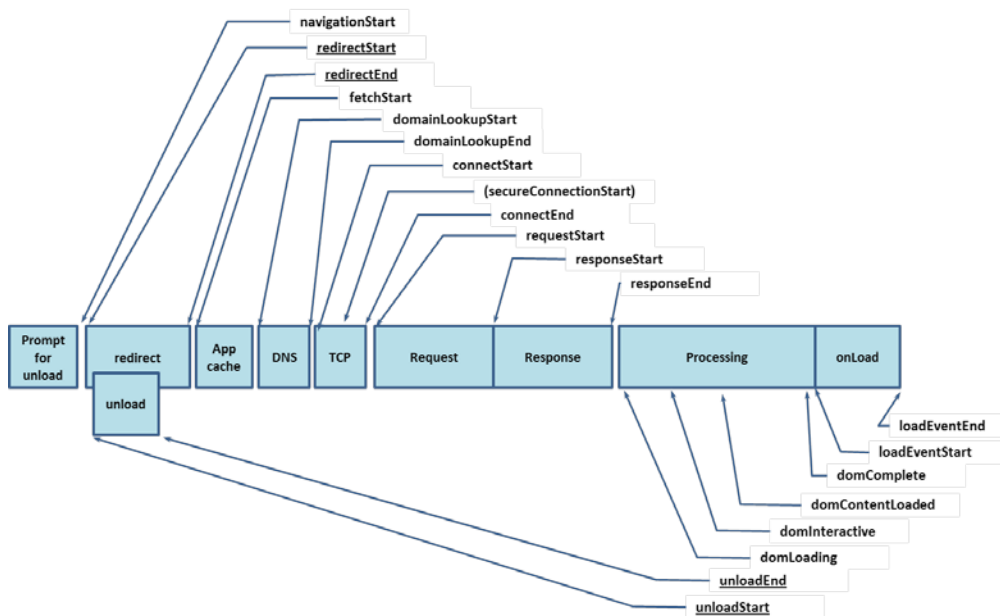 navigationStart
redirectStart
redirectEnd
fetchStart
domainLookupStart
domainLookupEnd
connectStart
(secureConnectionStart)
connectEnd
requestStart
responseStart
responseEnd
Prompt
for
unload
redirect
unload
App
cache
DNS
TCP
Request
Response
Processing
onLoad
loadEventEnd
loadEventStart
domComplete
domContentLoaded
domInteractive
domLoading
unloadEnd
unloadStart